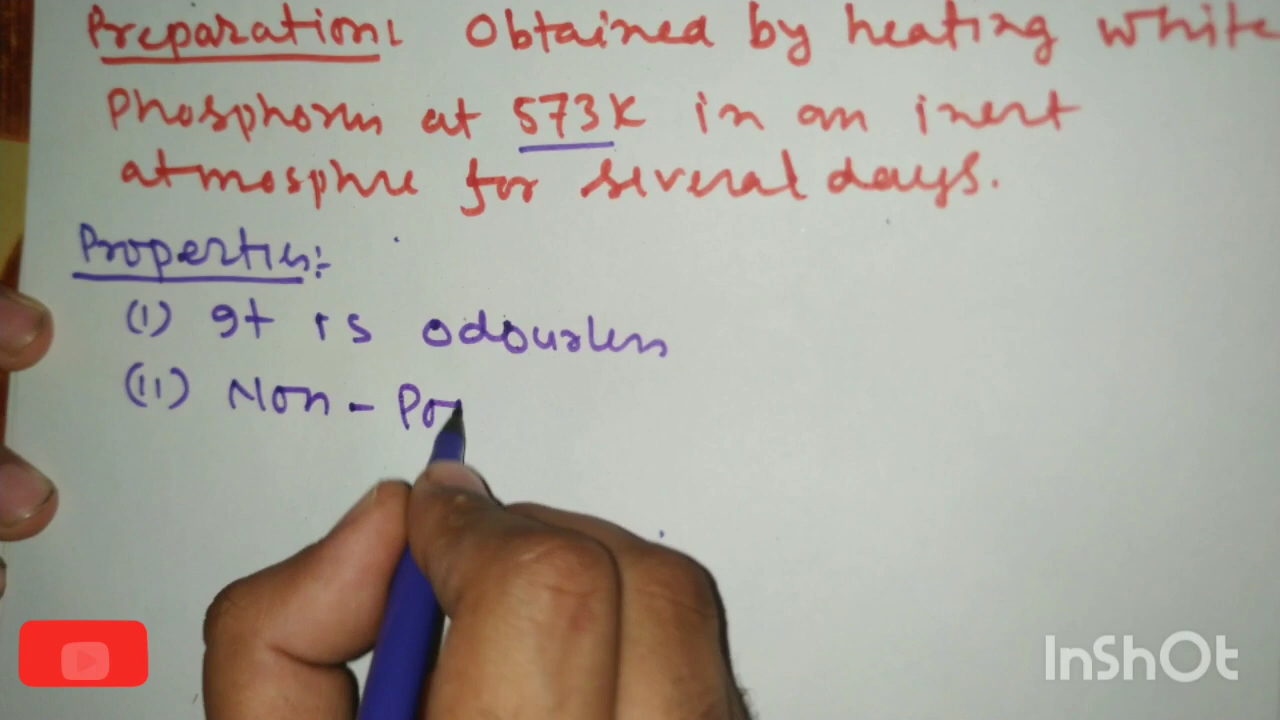 Preparation: Obtained by heating white
Phosphorus at 573K in an inert
atmosphre for several days.
Properties:
(i) It is odourless
(ii) Non - Po
InShOt